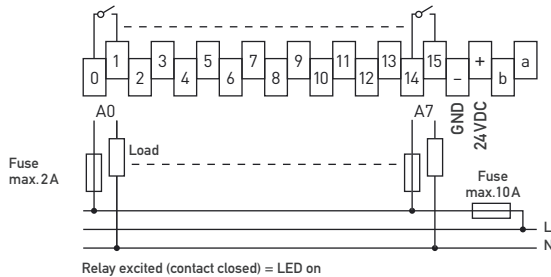 1 3 5 7 9 11 13 15 + a
0 2 4 6 8 10 12 14 – b
A0 A7
GND
24VDC
Load
Fuse
max.2A
Fuse
max.10A
L
N
Relay excited (contact closed) = LED on